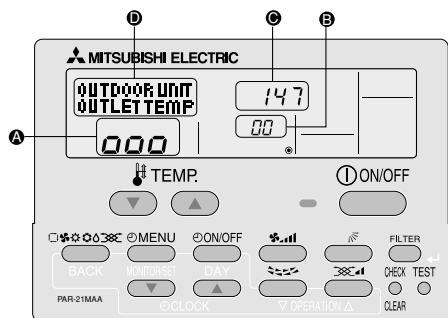 D
C
B
MITSUBISHI ELECTRIC
OUTDOOR UNIT
OUTLET TEMP
147
00
A
000
TEMP.
ON/OFF
MENU
ON/OFF
FILTER
BACK
MONITOR/SET
DAY
CHECK TEST
PAR-21MAA
CLOCK
OPERATION
CLEAR